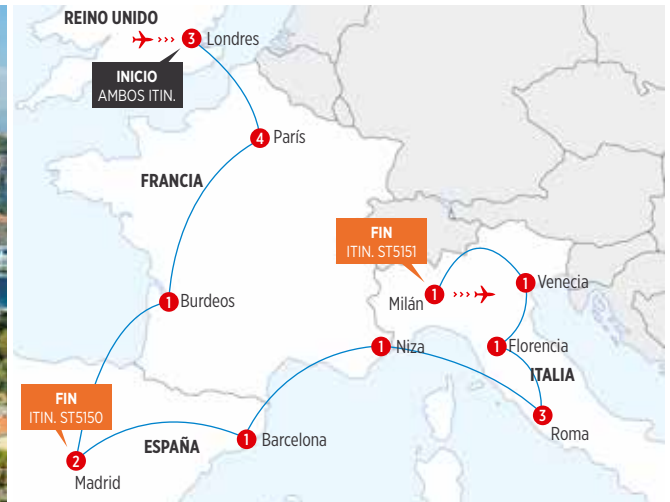 REINO UNIDO
3 Londres
INICIO
AMBOS ITIN.
4 París
FRANCIA
FIN
ITIN. ST5151
1 Venecia
Milán 1
1 Burdeos
1 Niza
1 Florencia
ITALIA
FIN
ITIN. ST5150
3
Roma
ESPAÑA
1 Barcelona
2
Madrid